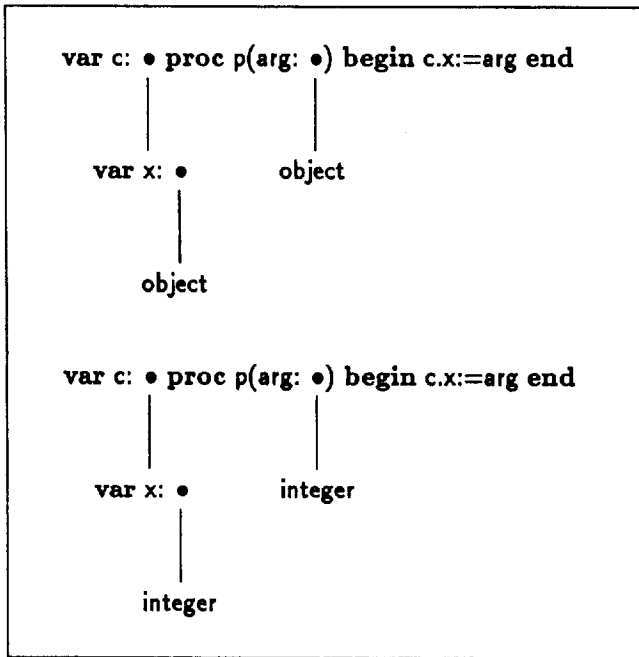 var c: • proc p(arg: •) begin c.x:=arg end
var x: • object
object
var c: • proc p(arg: •) begin c.x:=arg end
var x: • integer
integer